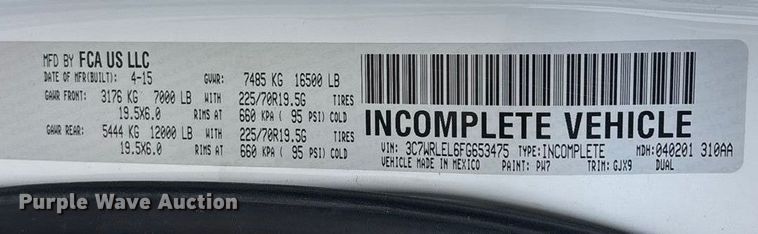 MFD BY FCA US LLC
DATE OF MFR(BUILT): 4-15 GVWR: 7485 KG 16500 LB
GAWR FRONT: 3176 KG 7000 LB WITH 225/70R19.5G TIRES
19.5X6.0 RIMS AT 660 KPA ( 95 PSI) COLD
GAWR REAR: 5444 KG 12000 LB WITH 225/70R19.5G TIRES
19.5X6.0 RIMS AT 660 KPA ( 95 PSI) COLD
INCOMPLETE VEHICLE
VIN: 3C7WRLEL6FG653475 TYPE: INCOMPLETE MDH: 040201 310AA
VEHICLE MADE IN MEXICO PAINT: PW7 TRIM: GJX9 DUAL
Purple Wave Auction